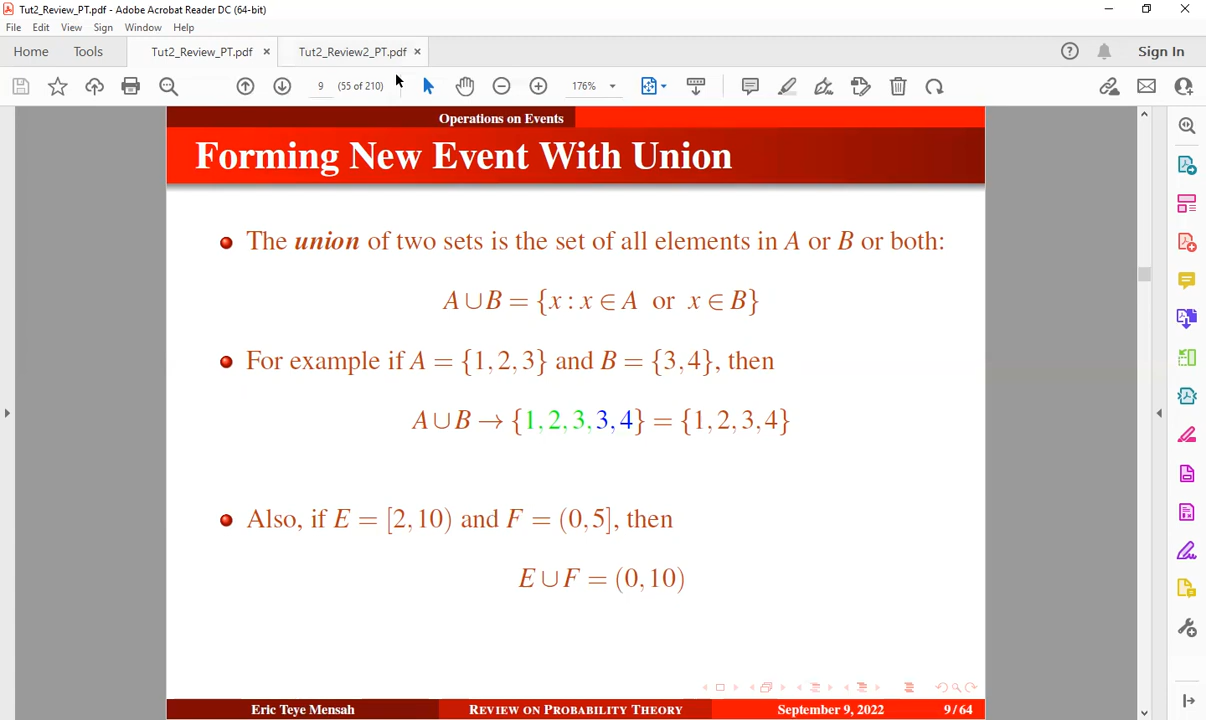 Tut2_Review_PT.pdf - Adobe Acrobat Reader DC (64-bit)
File Edit View Sign Window Help
Home Tools Tut2_Review_PT.pdf × Tut2_Review2_PT.pdf × Sign In
9 (55 of 210) 176%
Operations on Events
Forming New Event With Union
The union of two sets is the set of all elements in A or B or both:
A ∪ B = {x : x ∈ A or x ∈ B}
For example if A = {1, 2, 3} and B = {3, 4}, then
A ∪ B → {1, 2, 3, 3, 4} = {1, 2, 3, 4}
Also, if E = [2, 10) and F = (0, 5], then
E ∪ F = (0, 10)
Eric Teye Mensah REVIEW ON PROBABILITY THEORY September 9, 2022 9 / 64